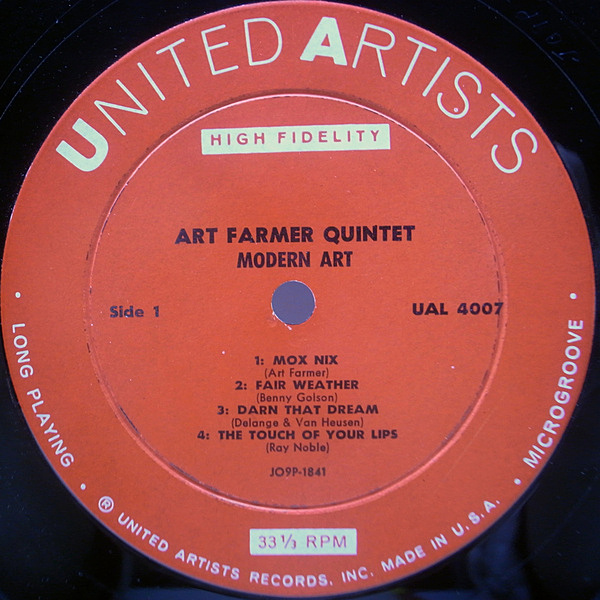 UNITED ARTISTS
HIGH FIDELITY
ART FARMER QUINTET
MODERN ART
Side 1
UAL 4007
1: MOX NIX
(Art Farmer)
2: FAIR WEATHER
(Benny Golson)
3: DARN THAT DREAM
(Delange & Van Heusen)
4: THE TOUCH OF YOUR LIPS
(Ray Noble)
JO9P-1841
• LONG PLAYING •
• MICROGROOVE •
33⅓ RPM
Ⓡ UNITED ARTISTS RECORDS, INC. MADE IN U.S.A.